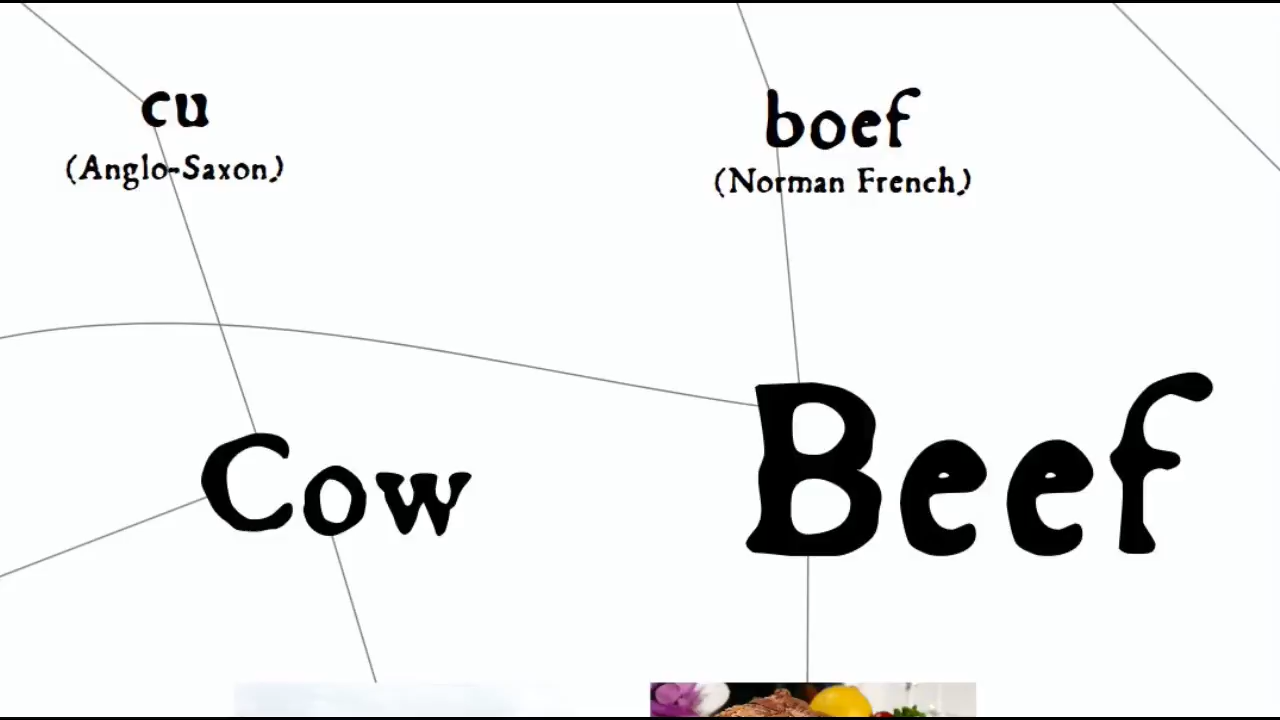 cu
(Anglo-Saxon)
boef
(Norman French)
Cow
Beef